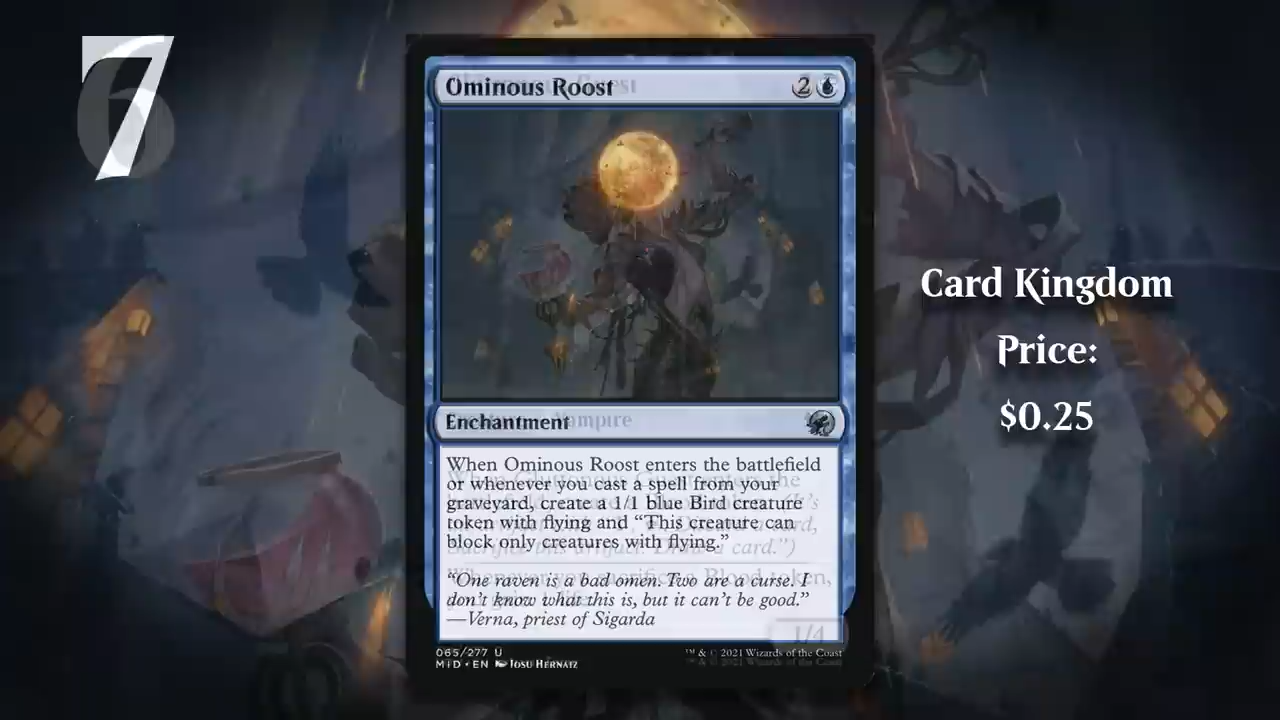 7
6
Ominous Roost
2
Card Kingdom
Price:
$0.25
Enchantment
Vampire
When Ominous Roost enters the battlefield
or whenever you cast a spell from your
graveyard, create a 1/1 blue Bird creature
token with flying and “This creature can
block only creatures with flying.”
“One raven is a bad omen. Two are a curse. I
don’t know what this is, but it can’t be good.”
—Verna, priest of Sigarda
1/4
065/277 U
MID • EN Josu Hernaiz
™ & © 2021 Wizards of the Coast